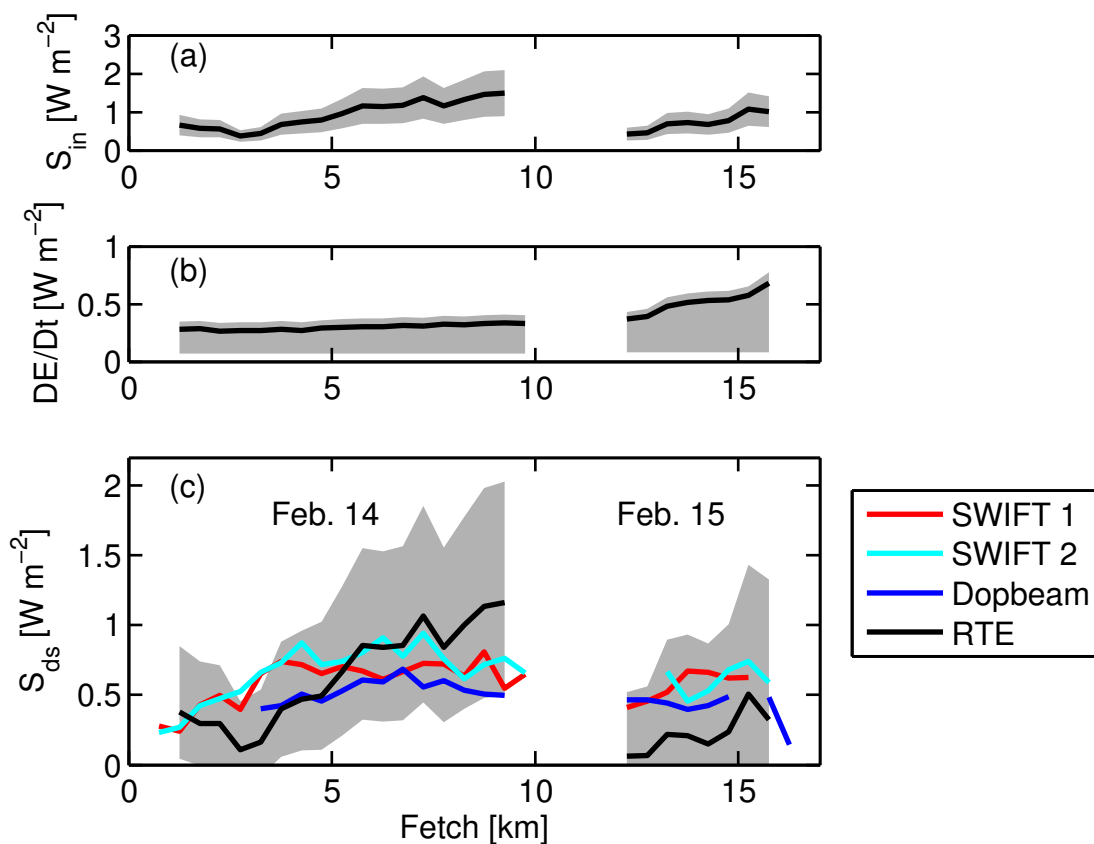 (a)
S_in [W m⁻²]
3
2
1
0
0 5 10 15
(b)
DE/Dt [W m⁻²]
1
0.5
0
0 5 10 15
(c)
Feb. 14 Feb. 15
S_ds [W m⁻²]
2
1.5
1
0.5
0
0 5 10 15
Fetch [km]
SWIFT 1
SWIFT 2
Dopbeam
RTE